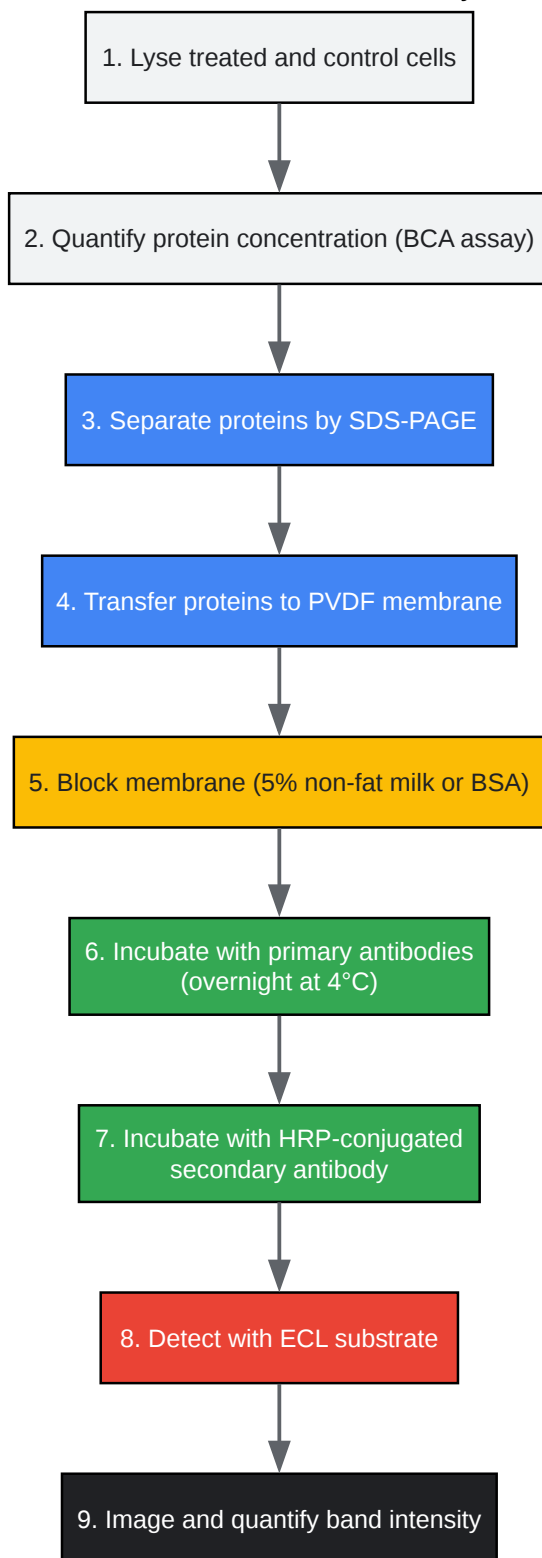 1. Lyse treated and control cells
2. Quantify protein concentration (BCA assay)
3. Separate proteins by SDS-PAGE
4. Transfer proteins to PVDF membrane
5. Block membrane (5% non-fat milk or BSA)
6. Incubate with primary antibodies
(overnight at 4°C)
7. Incubate with HRP-conjugated
secondary antibody
8. Detect with ECL substrate
9. Image and quantify band intensity